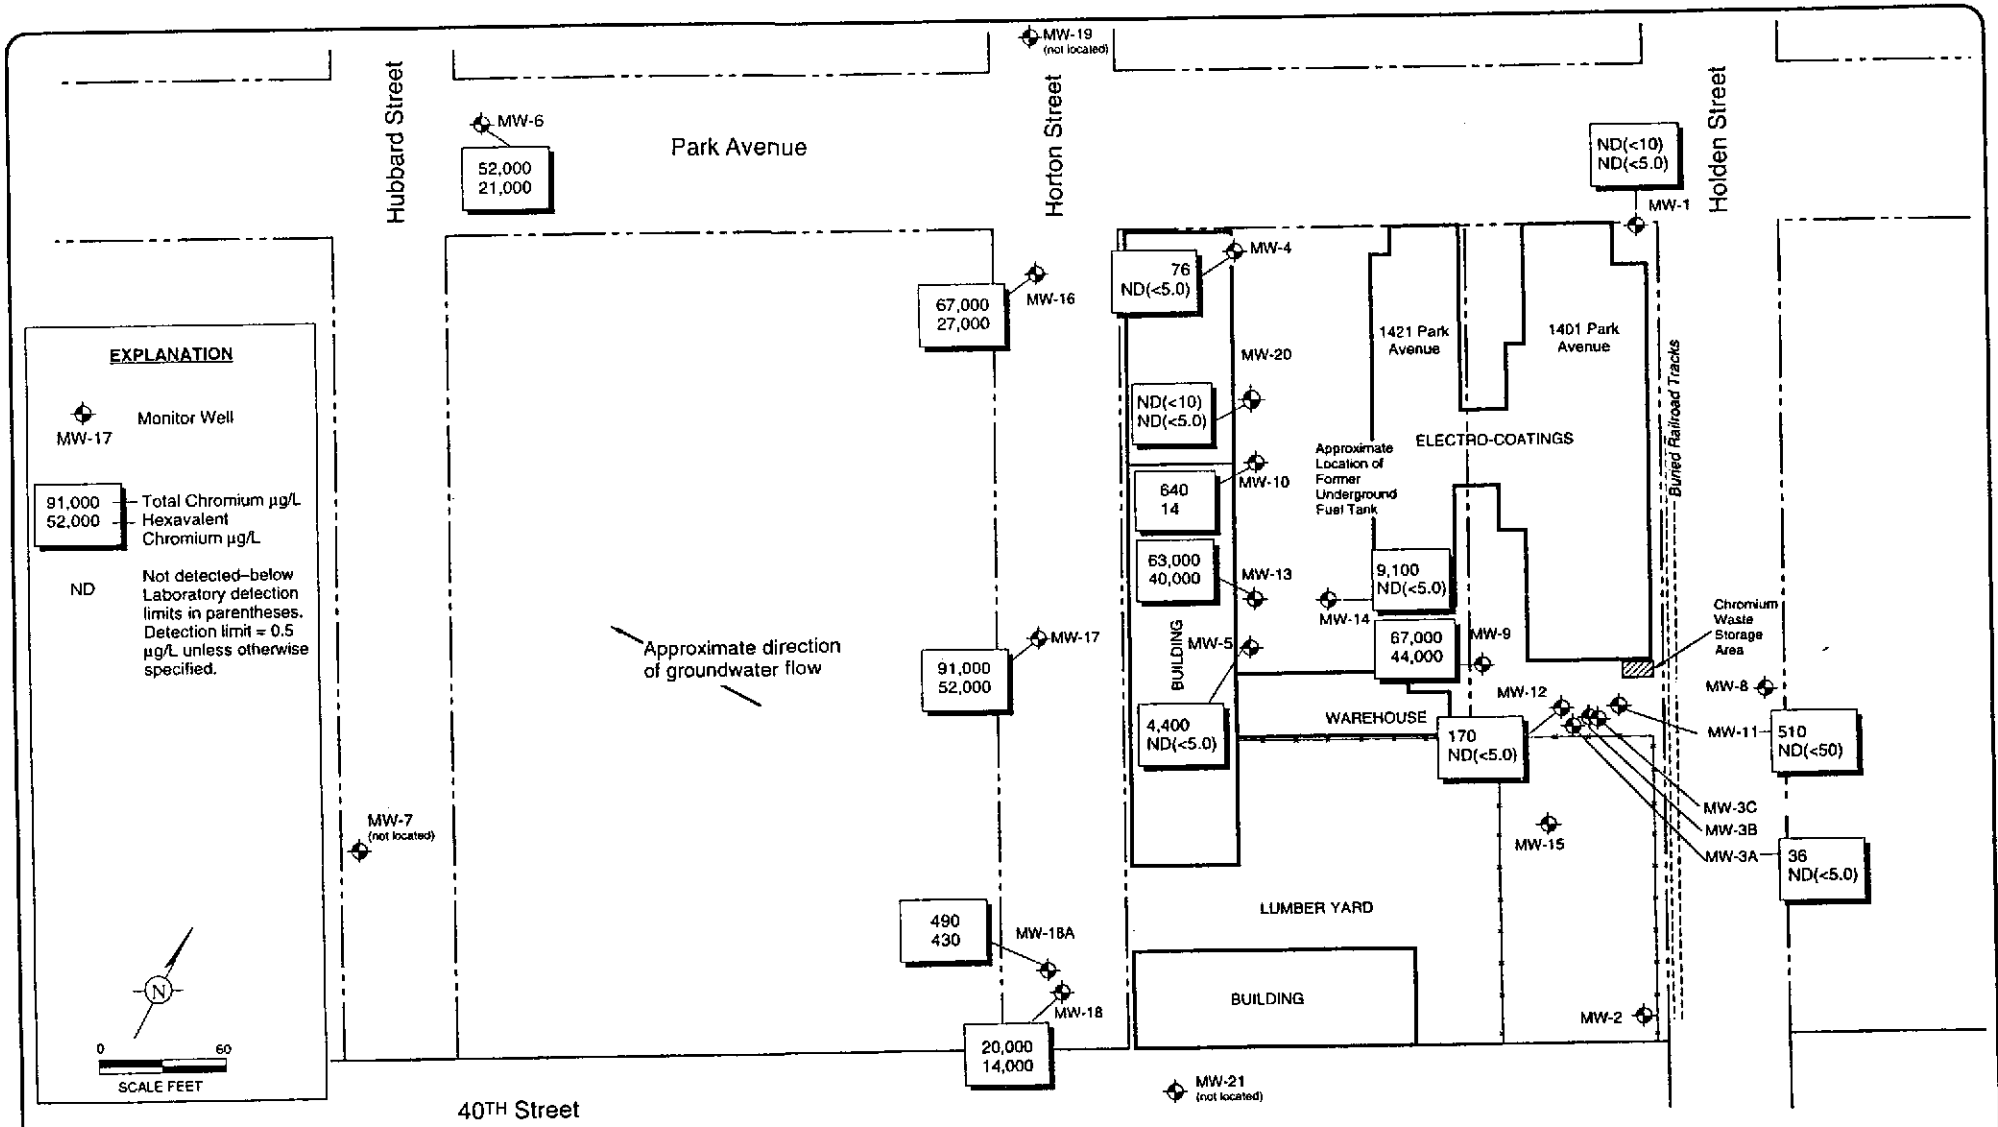 MW-19
(not located)
Hubbard Street
MW-6
52,000
21,000
Park Avenue
Horton Street
Holden Street
ND(<10)
ND(<5.0)
MW-1
MW-4
76
ND(<5.0)
MW-16
67,000
27,000
EXPLANATION
MW-17
Monitor Well
91,000
52,000
Total Chromium µg/L
Hexavalent
Chromium µg/L
ND
Not detected–below
Laboratory detection
limits in parentheses.
Detection limit = 0.5
µg/L unless otherwise
specified.
N
0 60
SCALE FEET
MW-20
ND(<10)
ND(<5.0)
1421 Park
Avenue
1401 Park
Avenue
ELECTRO-COATINGS
Buried Railroad Tracks
Approximate
Location of
Former
Underground
Fuel Tank
MW-10
640
14
63,000
40,000
MW-13
MW-14
9,100
ND(<5.0)
MW-5
4,400
ND(<5.0)
BUILDING
67,000
44,000
MW-9
Chromium
Waste
Storage
Area
MW-17
91,000
52,000
Approximate direction
of groundwater flow
WAREHOUSE
MW-12
170
ND(<5.0)
MW-8
MW-11
510
ND(<50)
MW-3C
MW-3B
MW-3A
36
ND(<5.0)
MW-15
MW-7
(not located)
LUMBER YARD
490
430
MW-18A
MW-18
20,000
14,000
BUILDING
MW-2
MW-21
(not located)
40TH Street